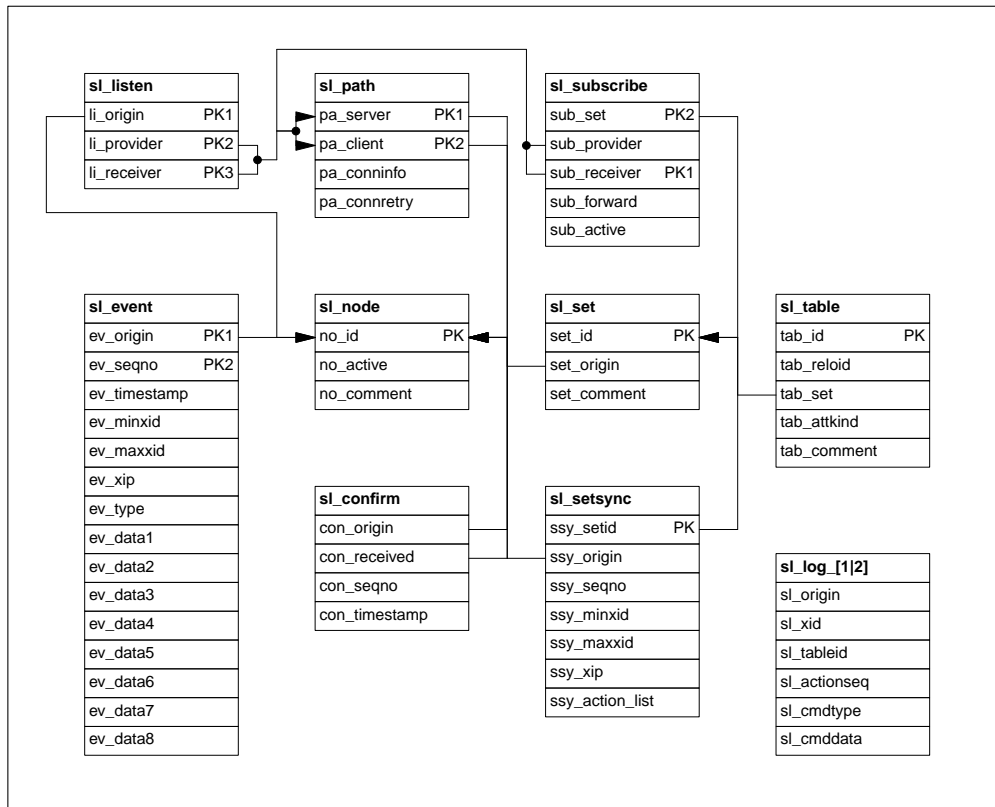 sl_listen
li_origin PK1
li_provider PK2
li_receiver PK3
sl_path
pa_server PK1
pa_client PK2
pa_conninfo
pa_connretry
sl_subscribe
sub_set PK2
sub_provider
sub_receiver PK1
sub_forward
sub_active
sl_event
ev_origin PK1
ev_seqno PK2
ev_timestamp
ev_minxid
ev_maxxid
ev_xip
ev_type
ev_data1
ev_data2
ev_data3
ev_data4
ev_data5
ev_data6
ev_data7
ev_data8
sl_node
no_id PK
no_active
no_comment
sl_set
set_id PK
set_origin
set_comment
sl_table
tab_id PK
tab_reloid
tab_set
tab_attkind
tab_comment
sl_confirm
con_origin
con_received
con_seqno
con_timestamp
sl_setsync
ssy_setid PK
ssy_origin
ssy_seqno
ssy_minxid
ssy_maxxid
ssy_xip
ssy_action_list
sl_log_[1|2]
sl_origin
sl_xid
sl_tableid
sl_actionseq
sl_cmdtype
sl_cmddata